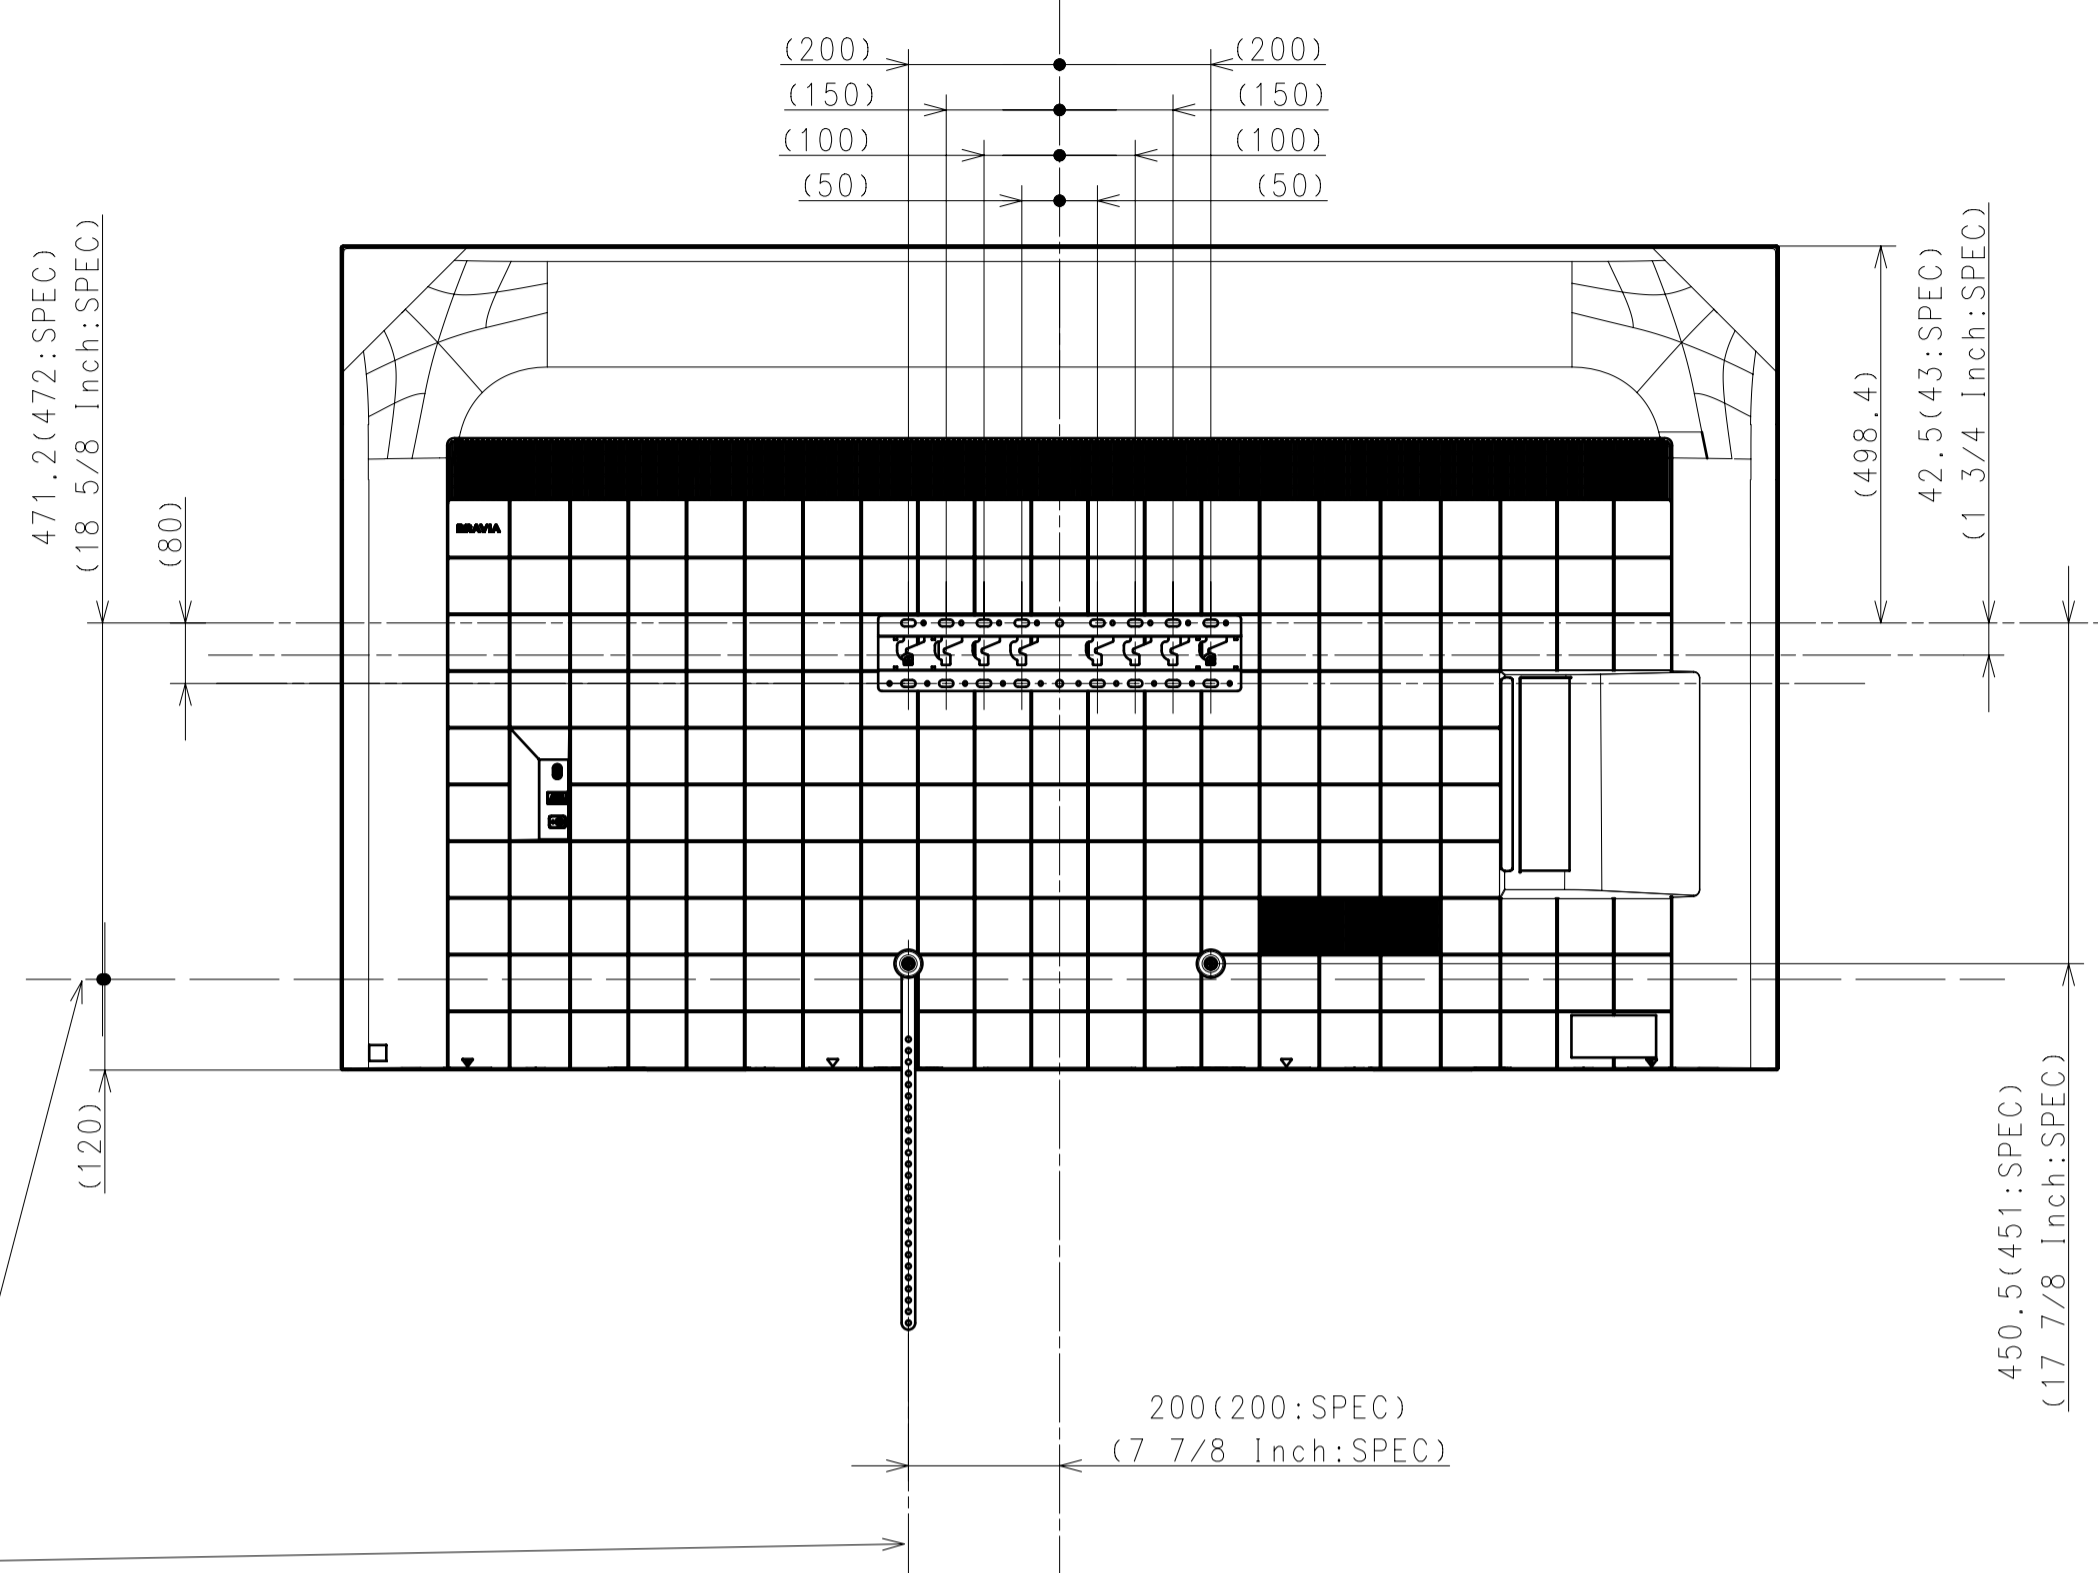 (200) (200)
(150) (150)
(100) (100)
(50) (50)
471.2(472:SPEC)
(18 5/8 Inch:SPEC)
(80)
(498.4)
42.5(43:SPEC)
(1 3/4 Inch:SPEC)
BRAVIA
(120)
450.5(451:SPEC)
(17 7/8 Inch:SPEC)
200(200:SPEC)
(7 7/8 Inch:SPEC)